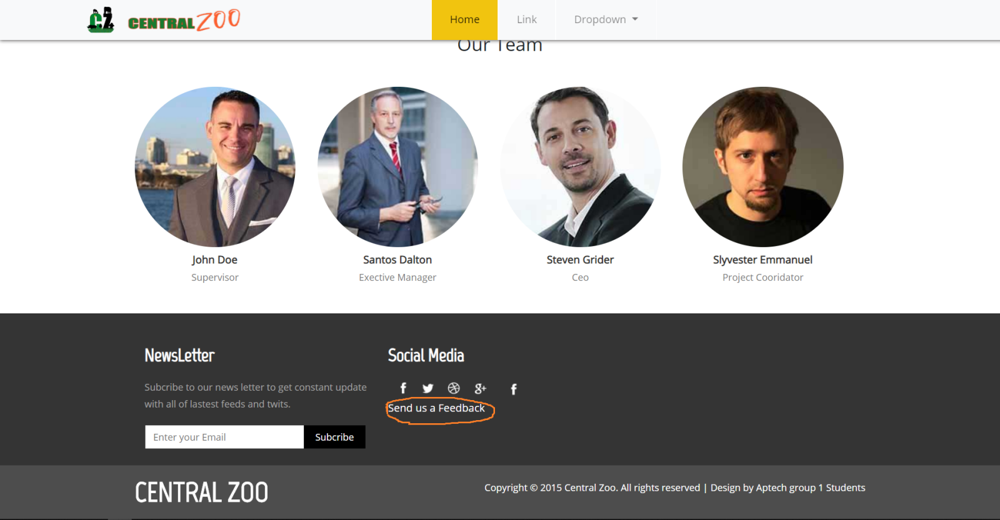 CZ CENTRAL ZOO Home Link Dropdown
Our Team
John Doe Santos Dalton Steven Grider Slyvester Emmanuel
Supervisor Exective Manager Ceo Project Cooridator
NewsLetter Social Media
Subcribe to our news letter to get constant update
with all of lastest feeds and twits.
Send us a Feedback
Enter your Email Subcribe
CENTRAL ZOO
Copyright © 2015 Central Zoo. All rights reserved | Design by Aptech group 1 Students